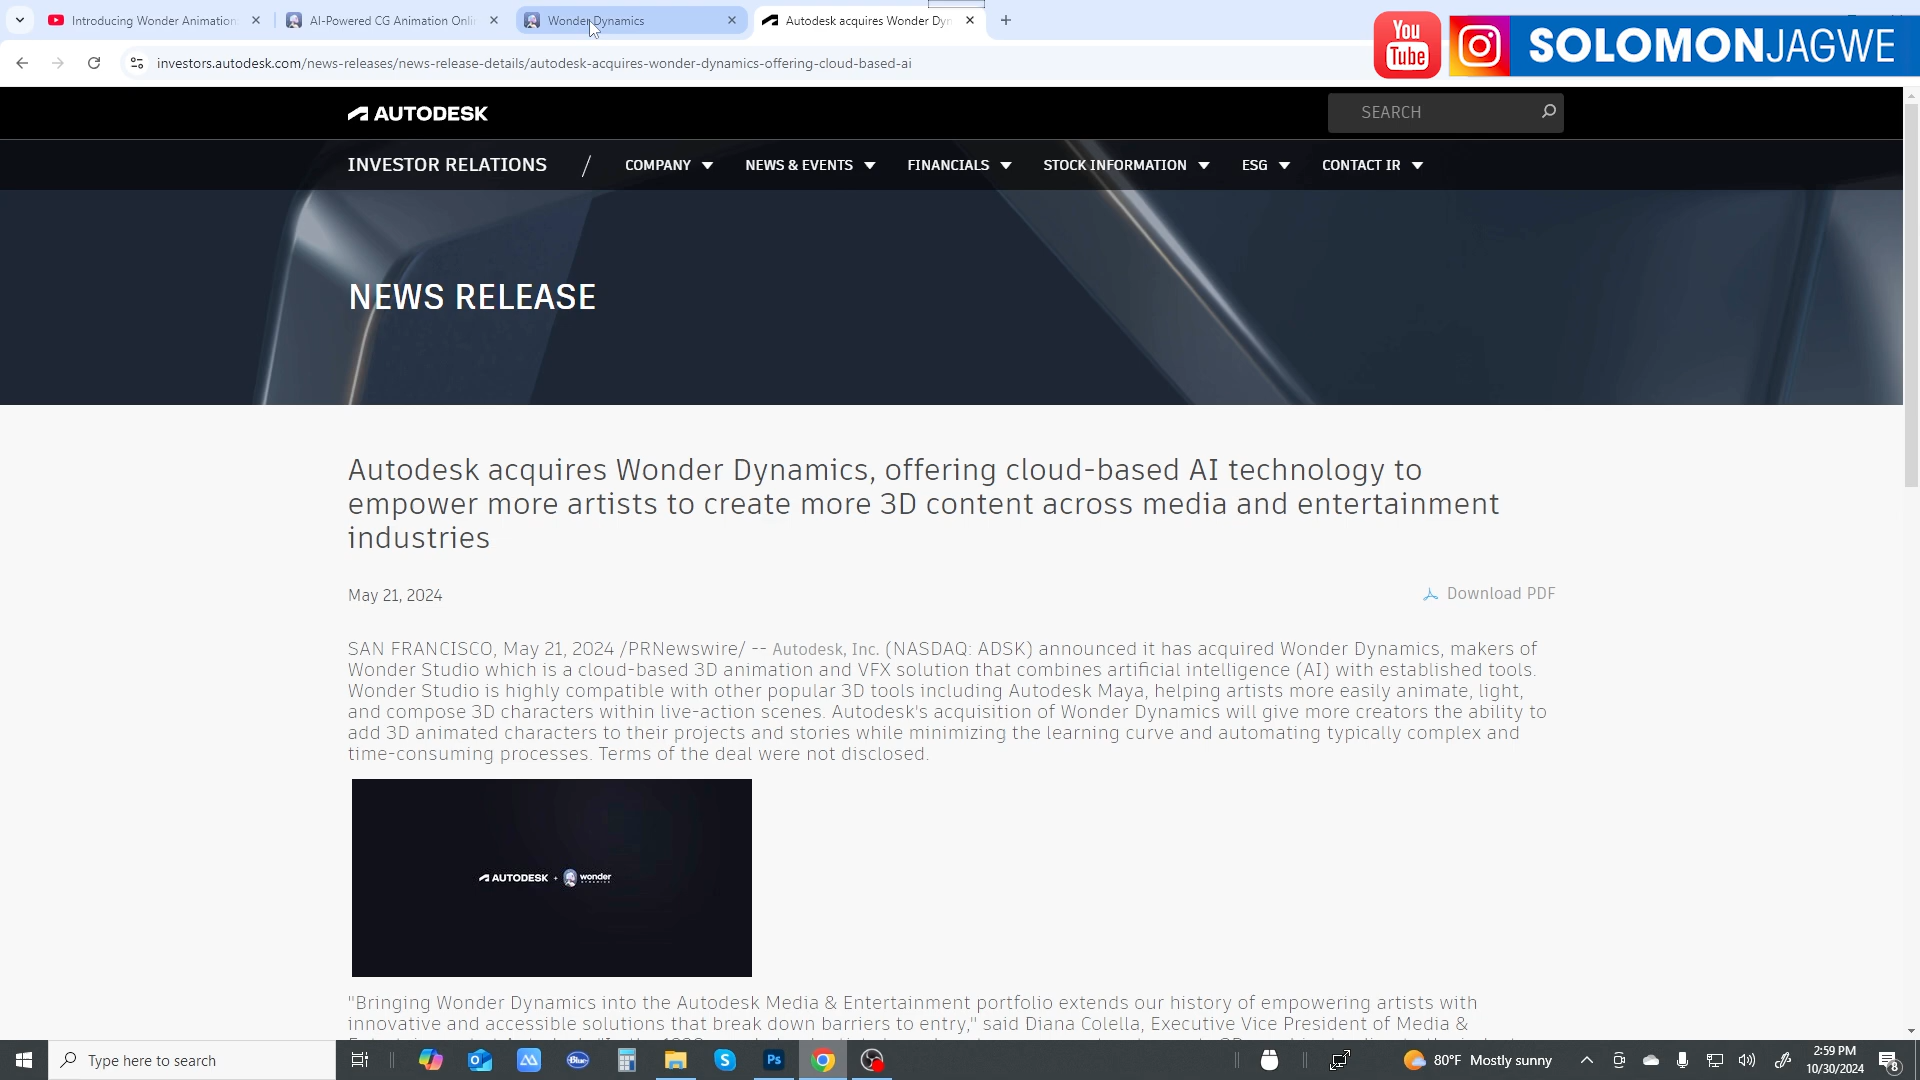 Introducing Wonder Animation
AI-Powered CG Animation Onli
Wonder Dynamics
Autodesk acquires Wonder Dyn
investors.autodesk.com/news-releases/news-release-details/autodesk-acquires-wonder-dynamics-offering-cloud-based-ai
You
Tube
SOLOMONJAGWE
AUTODESK
SEARCH
INVESTOR RELATIONS / COMPANY NEWS & EVENTS FINANCIALS STOCK INFORMATION ESG CONTACT IR
NEWS RELEASE
Autodesk acquires Wonder Dynamics, offering cloud-based AI technology to
empower more artists to create more 3D content across media and entertainment
industries
May 21, 2024
Download PDF
SAN FRANCISCO, May 21, 2024 /PRNewswire/ -- Autodesk, Inc. (NASDAQ: ADSK) announced it has acquired Wonder Dynamics, makers of
Wonder Studio which is a cloud-based 3D animation and VFX solution that combines artificial intelligence (AI) with established tools.
Wonder Studio is highly compatible with other popular 3D tools including Autodesk Maya, helping artists more easily animate, light,
and compose 3D characters within live-action scenes. Autodesk's acquisition of Wonder Dynamics will give more creators the ability to
add 3D animated characters to their projects and stories while minimizing the learning curve and automating typically complex and
time-consuming processes. Terms of the deal were not disclosed.
AUTODESK + wonder
DYNAMICS
"Bringing Wonder Dynamics into the Autodesk Media & Entertainment portfolio extends our history of empowering artists with
innovative and accessible solutions that break down barriers to entry," said Diana Colella, Executive Vice President of Media &
Type here to search
Blue
Ps
80°F Mostly sunny
2:59 PM
10/30/2024
8